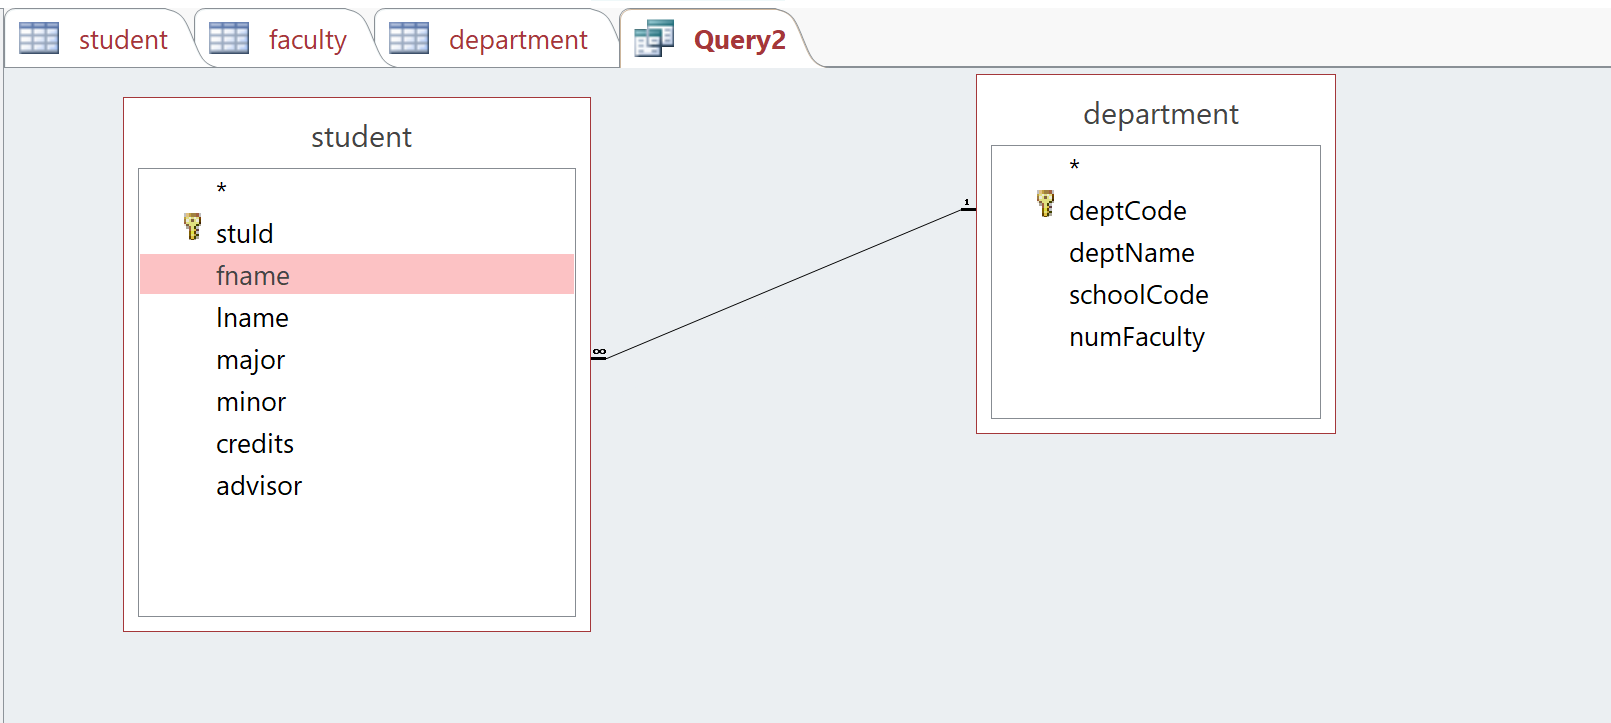 student faculty department Query2
student
*
stuId
fname
lname
major
minor
credits
advisor
∞
1
department
*
deptCode
deptName
schoolCode
numFaculty